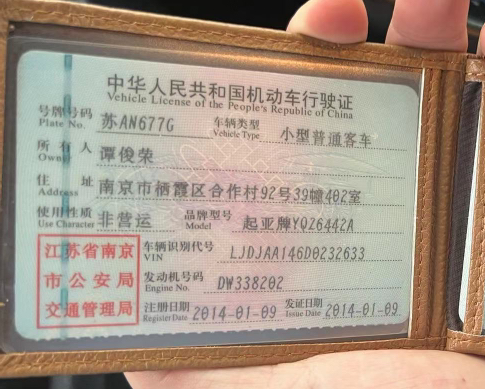 中华人民共和国机动车行驶证
Vehicle License of the People's Republic of China
号牌号码 苏AN677G 车辆类型 小型普通客车
Plate No. Vehicle Type
所有人 谭俊荣
Owner
住址 南京市栖霞区合作村92号39幢402室
Address
使用性质 非营运 品牌型号 起亚牌YQZ6442A
Use Character Model
江苏省南京市公安局交通管理局
车辆识别代号 LJDJAA146D0232633
VIN
发动机号码 DW338202
Engine No.
注册日期 2014-01-09 发证日期 2014-01-09
Register Date Issue Date